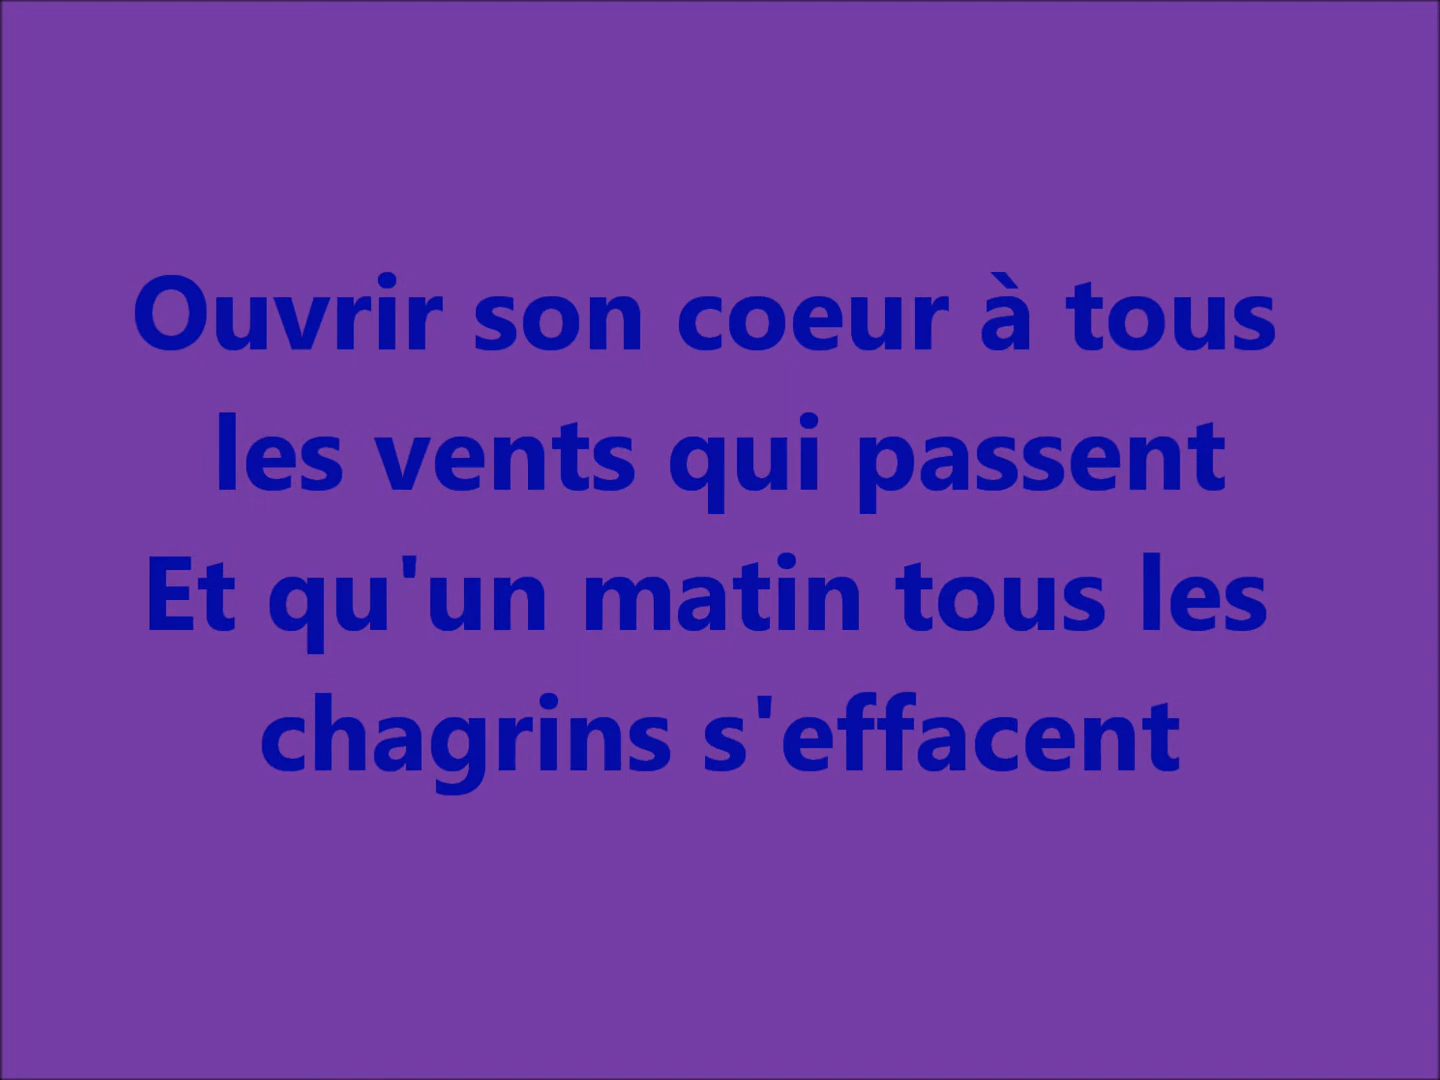 Ouvrir son coeur à tous
les vents qui passent
Et qu'un matin tous les
chagrins s'effacent